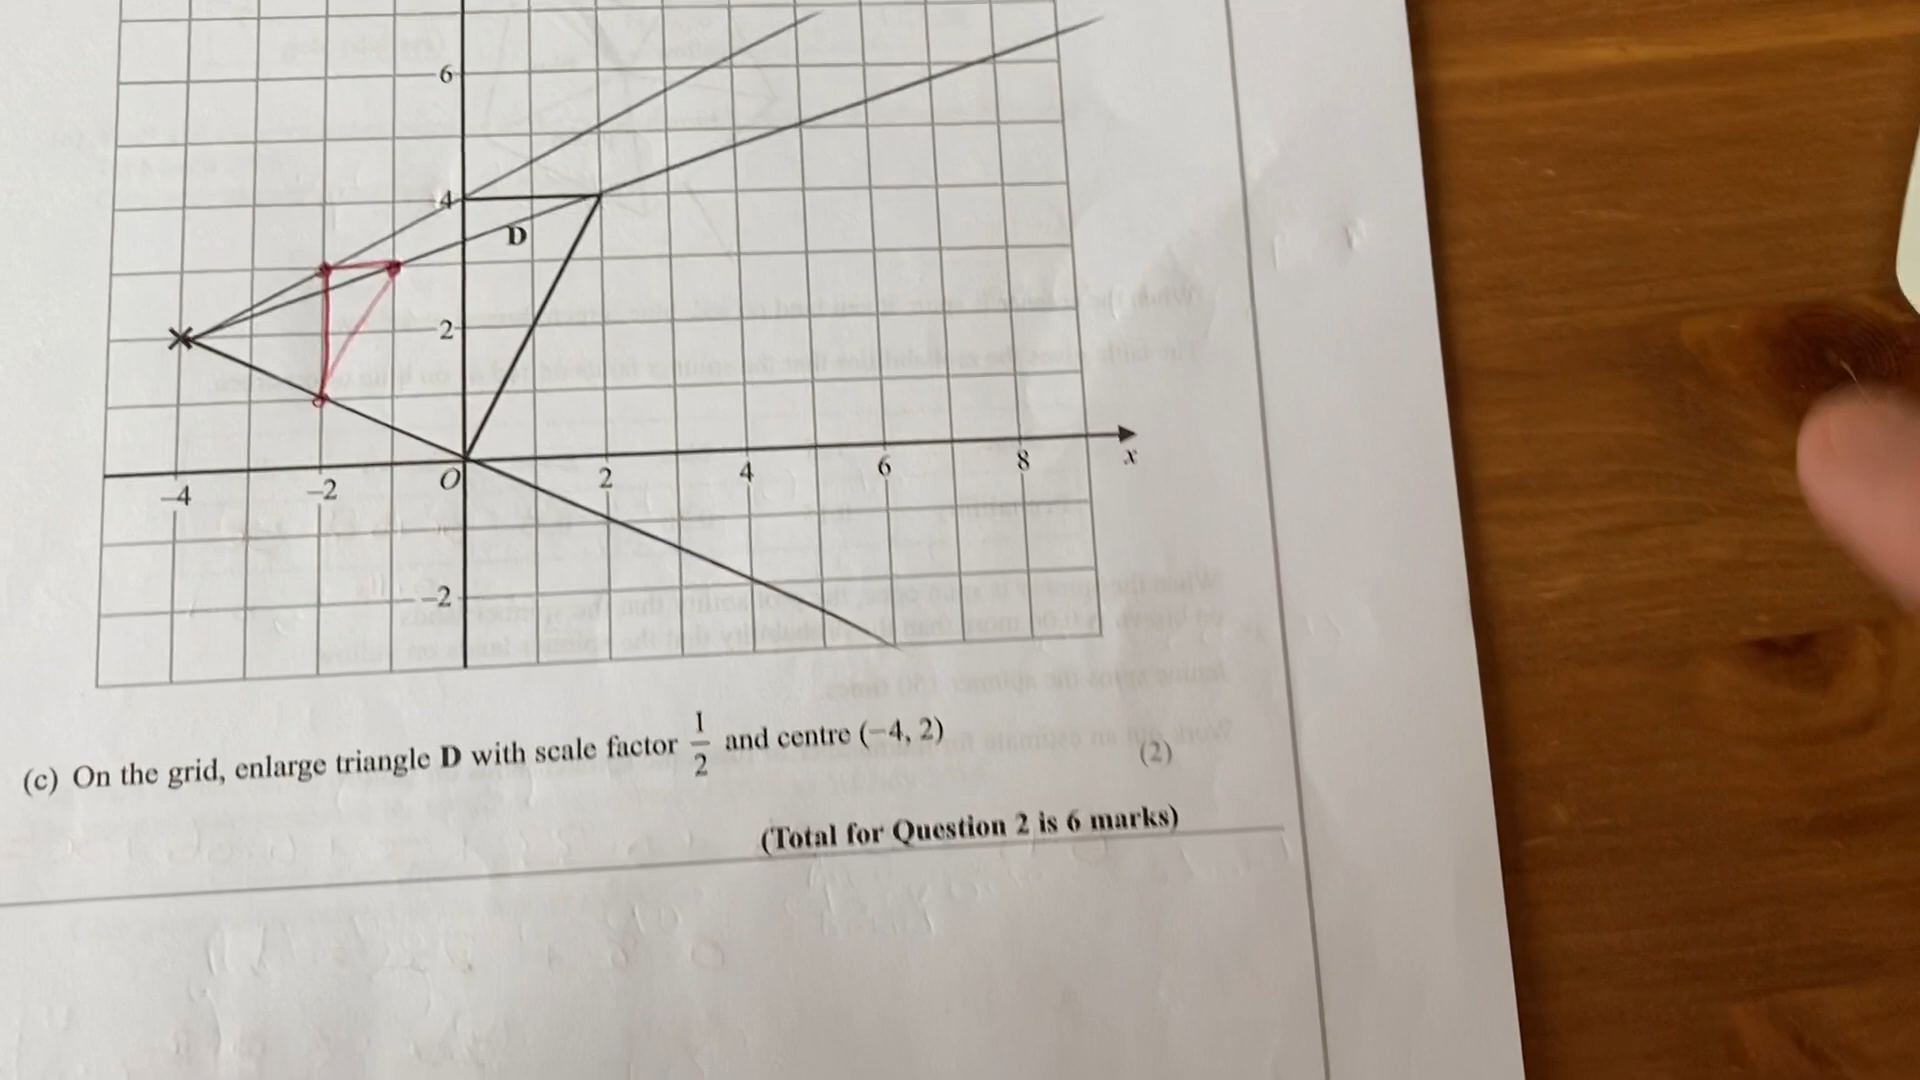 6
4
D
2
x
-4
-2
O
2
4
6
8
-2
(c) On the grid, enlarge triangle D with scale factor 1/2 and centre (−4, 2)
(2)
(Total for Question 2 is 6 marks)